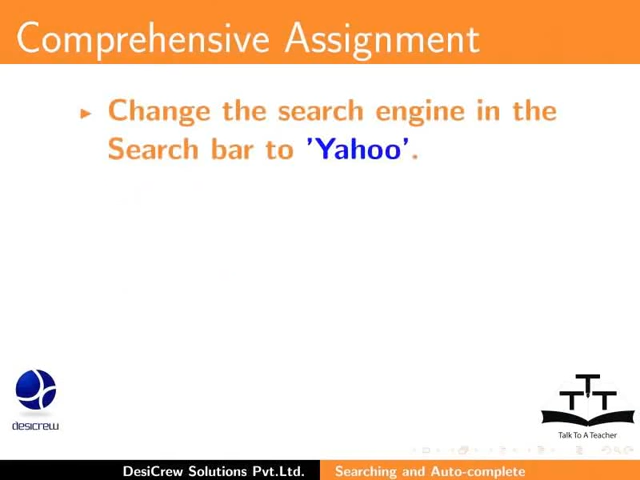 Comprehensive Assignment
Change the search engine in the
Search bar to 'Yahoo'.
desicrew
TTT
Talk To A Teacher
DesiCrew Solutions Pvt.Ltd.
Searching and Auto-complete